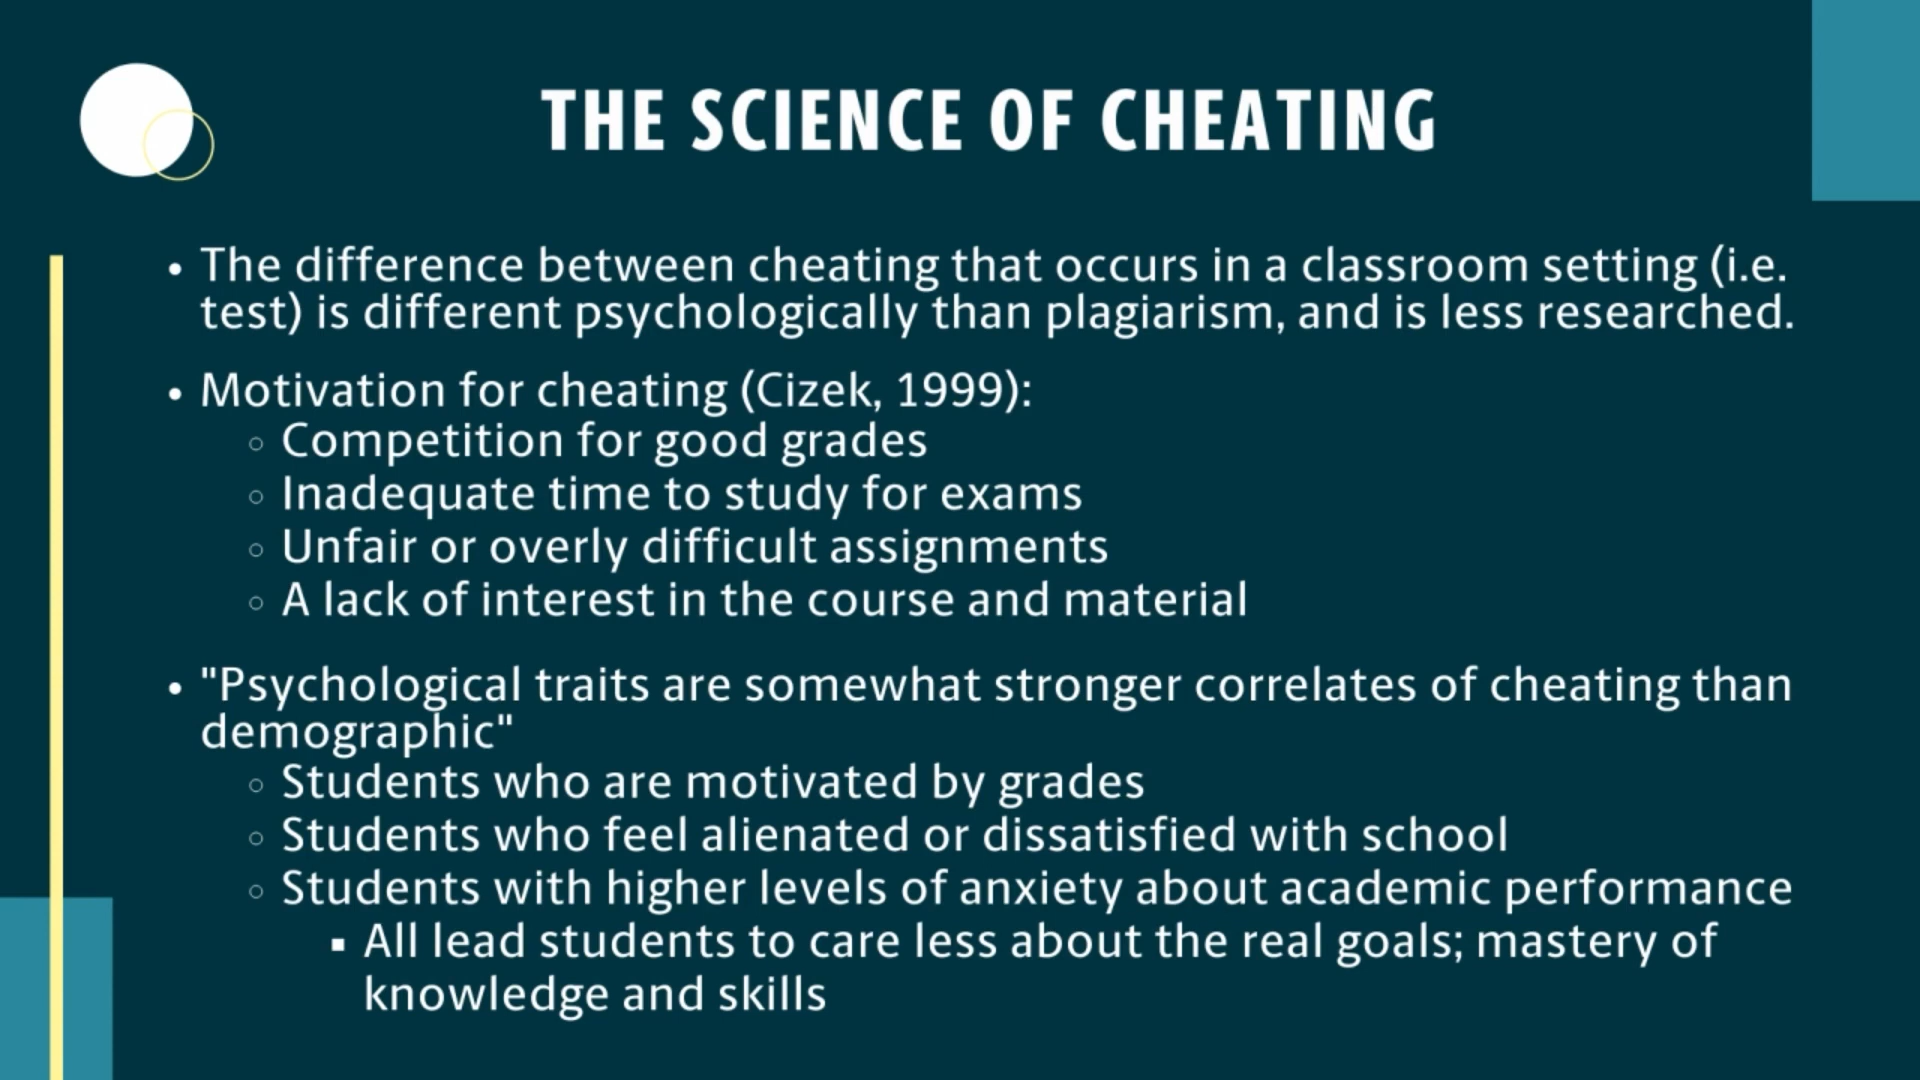 THE SCIENCE OF CHEATING
• The difference between cheating that occurs in a classroom setting (i.e.
test) is different psychologically than plagiarism, and is less researched.
• Motivation for cheating (Cizek, 1999):
◦ Competition for good grades
◦ Inadequate time to study for exams
◦ Unfair or overly difficult assignments
◦ A lack of interest in the course and material
• "Psychological traits are somewhat stronger correlates of cheating than
demographic"
◦ Students who are motivated by grades
◦ Students who feel alienated or dissatisfied with school
◦ Students with higher levels of anxiety about academic performance
▪ All lead students to care less about the real goals; mastery of
knowledge and skills